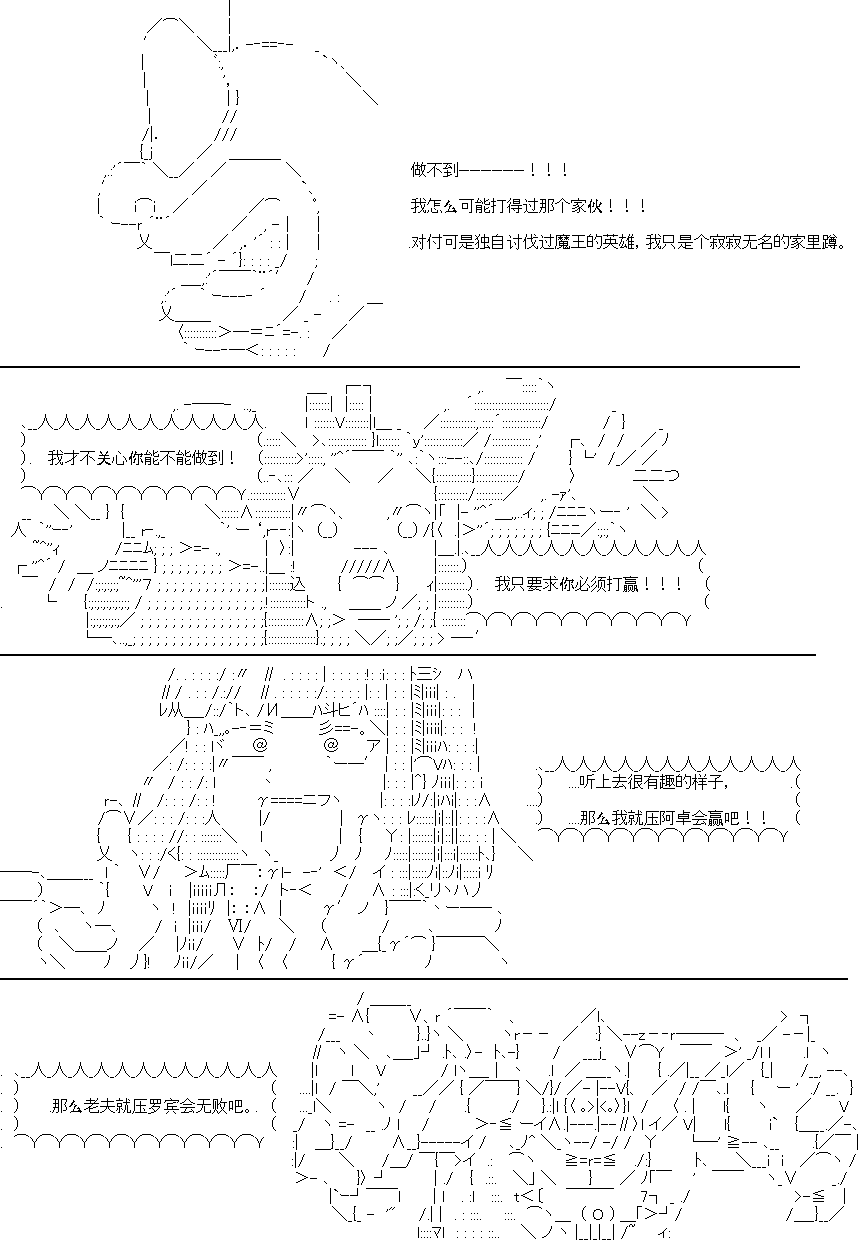 做不到——————！！！
我怎么可能打得过那个家伙！！！
对付可是独自讨伐过魔王的英雄，我只是个寂寂无名的家里蹲。
我才不关心你能不能做到！
我只要求你必须打赢！！！
...听上去很有趣的样子，
...那么我就压阿卓会赢吧！！
.那么老夫就压罗宾会无败吧。